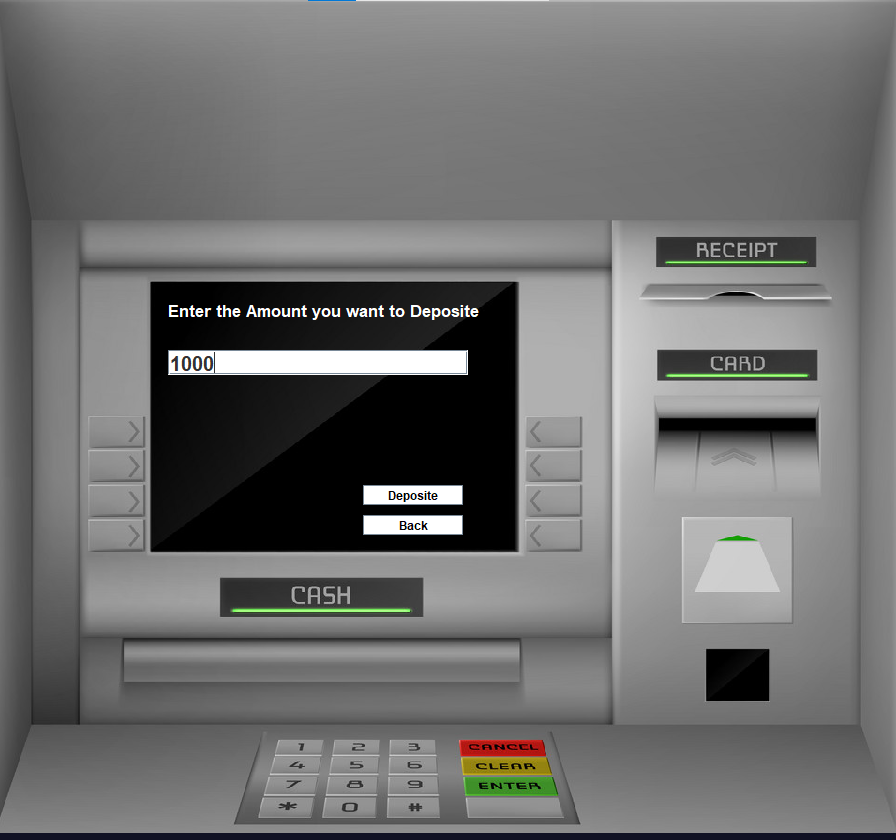 RECEIPT
Enter the Amount you want to Deposite
1000
CARD
Deposite
Back
CASH
1 2 3 CANCEL
4 5 6 CLEAR
7 8 9 ENTER
* 0 #